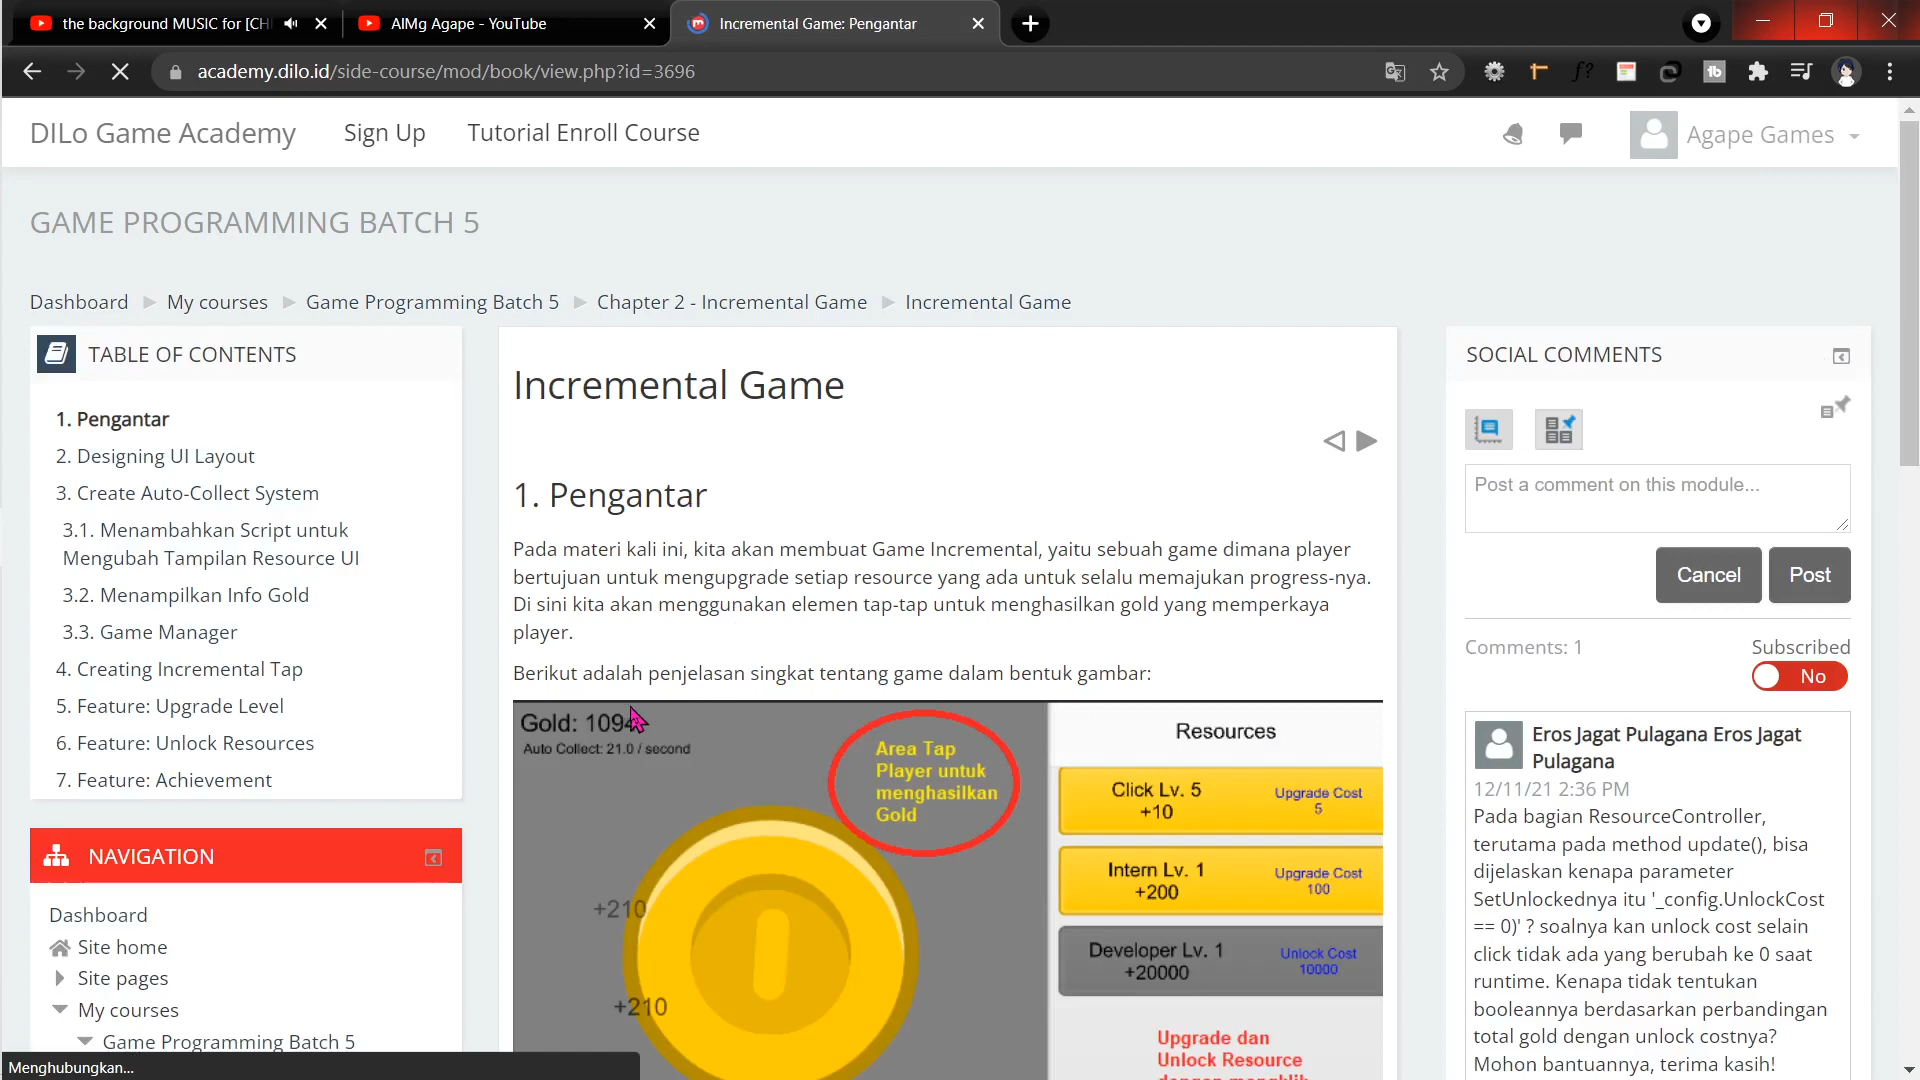 the background MUSIC for [CH
AIMg Agape - YouTube
Incremental Game: Pengantar
academy.dilo.id/side-course/mod/book/view.php?id=3696
DILo Game Academy
Sign Up
Tutorial Enroll Course
Agape Games
GAME PROGRAMMING BATCH 5
Dashboard
My courses
Game Programming Batch 5
Chapter 2 - Incremental Game
Incremental Game
TABLE OF CONTENTS
1. Pengantar
2. Designing UI Layout
3. Create Auto-Collect System
3.1. Menambahkan Script untuk
Mengubah Tampilan Resource UI
3.2. Menampilkan Info Gold
3.3. Game Manager
4. Creating Incremental Tap
5. Feature: Upgrade Level
6. Feature: Unlock Resources
7. Feature: Achievement
NAVIGATION
Dashboard
Site home
Site pages
My courses
Game Programming Batch 5
Menghubungkan...
Incremental Game
1. Pengantar
Pada materi kali ini, kita akan membuat Game Incremental, yaitu sebuah game dimana player
bertujuan untuk mengupgrade setiap resource yang ada untuk selalu memajukan progress-nya.
Di sini kita akan menggunakan elemen tap-tap untuk menghasilkan gold yang memperkaya
player.
Berikut adalah penjelasan singkat tentang game dalam bentuk gambar:
Gold: 1094
Auto Collect: 21.0 / second
Area Tap
Player untuk
menghasilkan
Gold
+210
+210
Resources
Click Lv. 5
+10
Upgrade Cost
5
Intern Lv. 1
+200
Upgrade Cost
100
Developer Lv. 1
+20000
Unlock Cost
10000
Upgrade dan
Unlock Resource
dengan mengklik
SOCIAL COMMENTS
Post a comment on this module...
Cancel
Post
Comments: 1
Subscribed
No
Eros Jagat Pulagana Eros Jagat
Pulagana
12/11/21 2:36 PM
Pada bagian ResourceController,
terutama pada method update(), bisa
dijelaskan kenapa parameter
SetUnlockednya itu '_config.UnlockCost
== 0)' ? soalnya kan unlock cost selain
click tidak ada yang berubah ke 0 saat
runtime. Kenapa tidak tentukan
booleannya berdasarkan perbandingan
total gold dengan unlock costnya?
Mohon bantuannya, terima kasih!